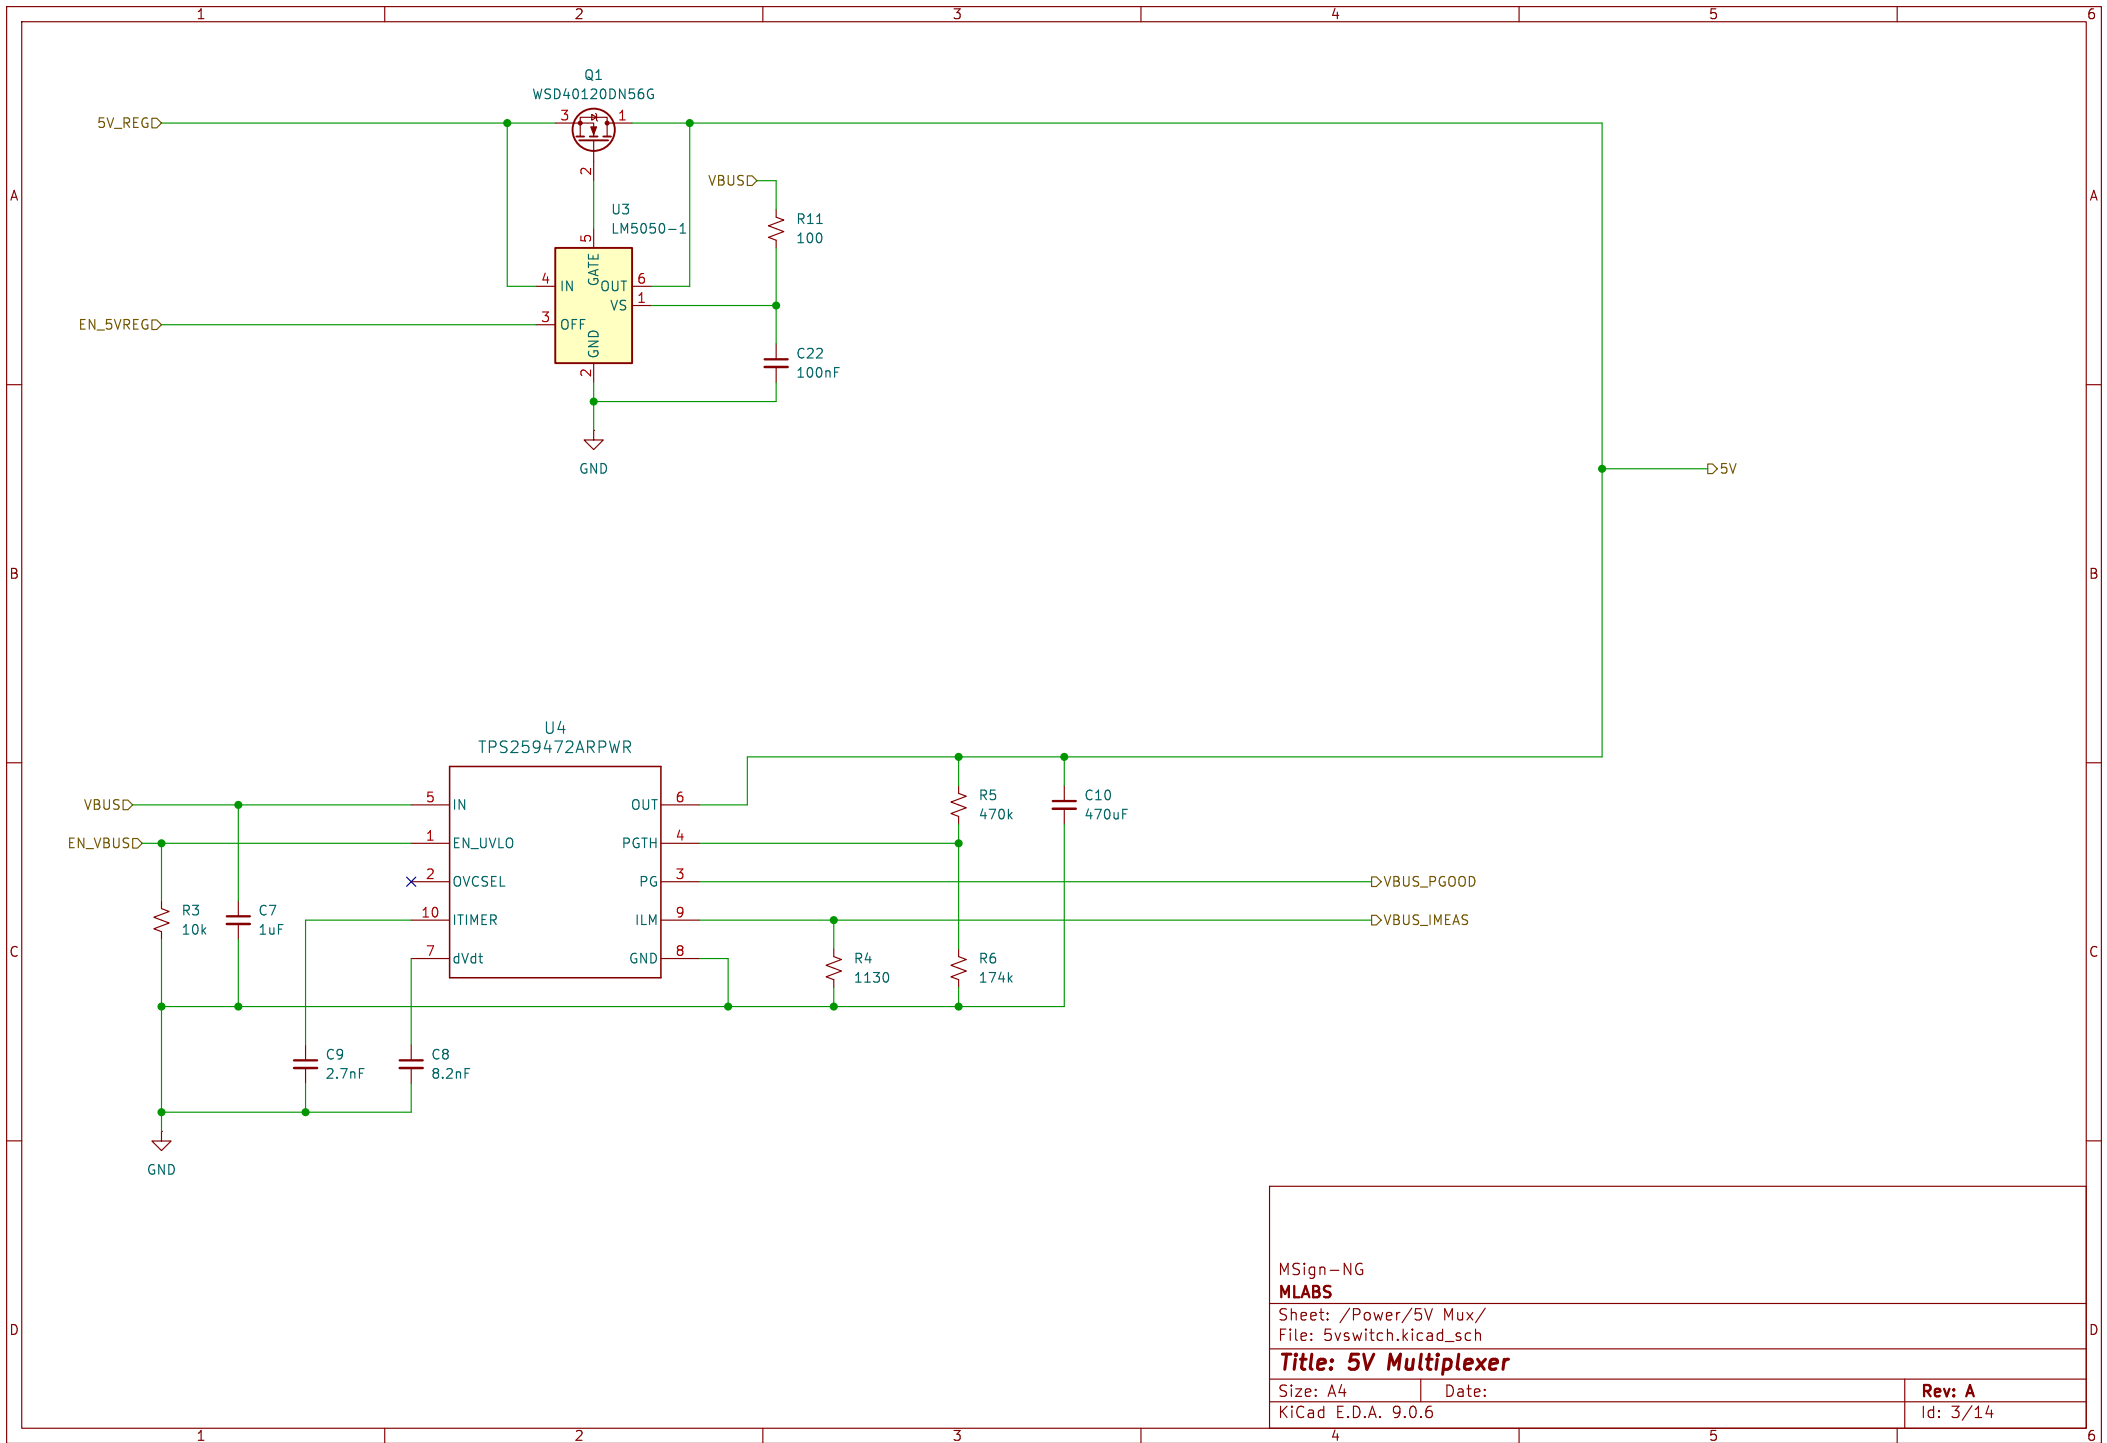 1 2 3 4 5 6
Q1
WSD40120DN56G
5V_REG
3
1
2
VBUS
A
A
U3
LM5050-1
R11
100
5
GATE
4
IN
OUT
6
VS
1
EN_5VREG
3
OFF
GND
2
C22
100nF
GND
5V
B
B
U4
TPS259472ARPWR
VBUS
5
IN
OUT
6
R5
470k
C10
470uF
EN_VBUS
1
EN_UVLO
PGTH
4
2
OVCSEL
PG
3
VBUS_PGOOD
R3
10k
C7
1uF
10
ITIMER
ILM
9
VBUS_IMEAS
C
C
7
dVdt
GND
8
R4
1130
R6
174k
C9
2.7nF
C8
8.2nF
GND
MSign-NG
MLABS
Sheet: /Power/5V Mux/
File: 5vswitch.kicad_sch
D
D
Title: 5V Multiplexer
Size: A4
Date:
Rev: A
KiCad E.D.A. 9.0.6
Id: 3/14
1 2 3 4 5 6